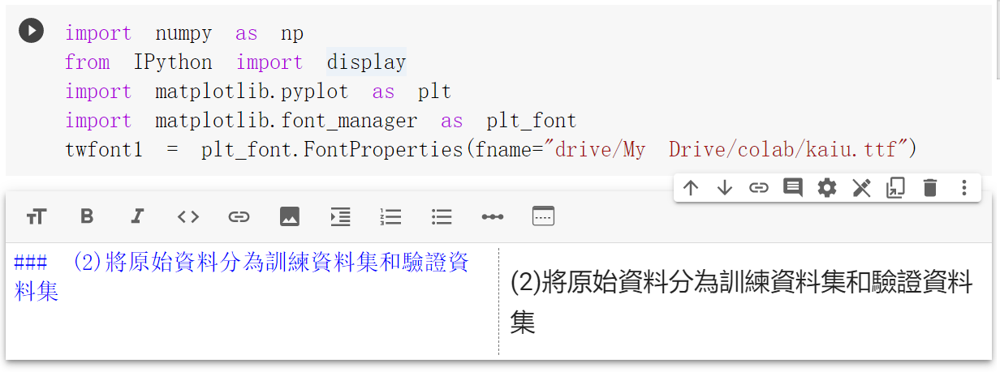 import numpy as np
from IPython import display
import matplotlib.pyplot as plt
import matplotlib.font_manager as plt_font
twfont1 = plt_font.FontProperties(fname="drive/My Drive/colab/kaiu.ttf")
### (2)將原始資料分為訓練資料集和驗證資
料集
(2)將原始資料分為訓練資料集和驗證資料
集